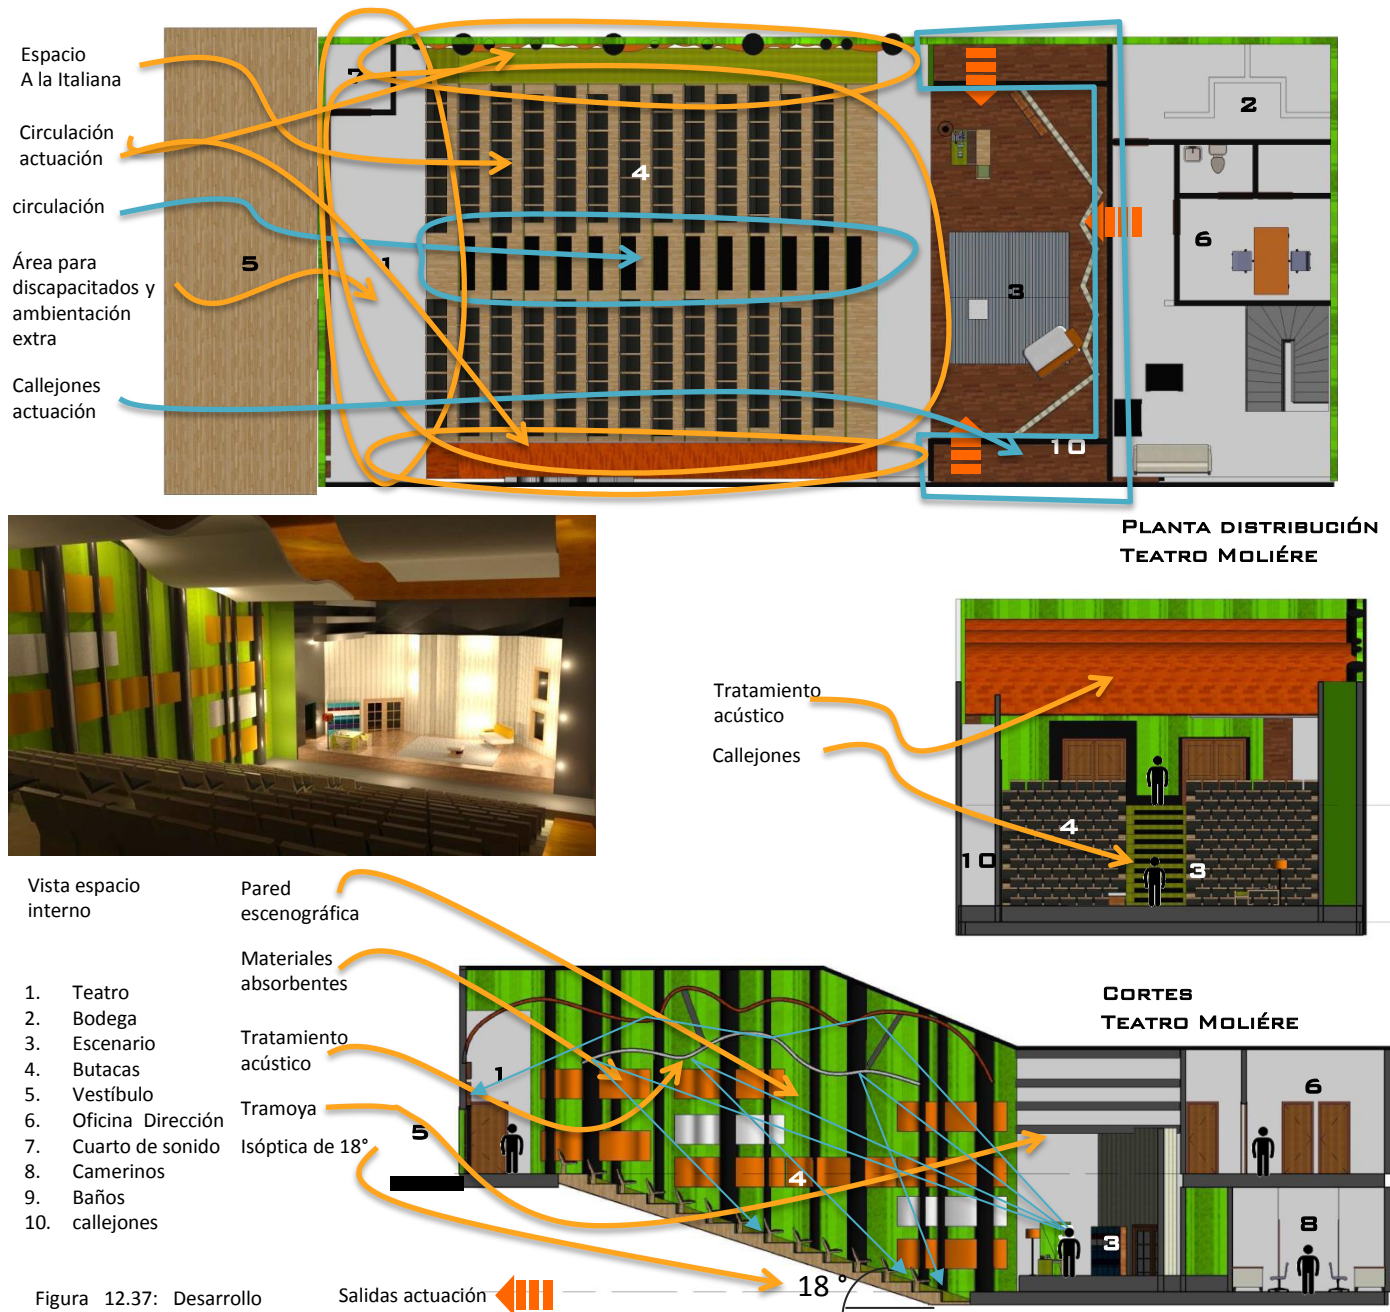 Espacio
A la Italiana
Circulación
actuación
circulación
Área para
discapacitados y
ambientación
extra
Callejones
actuación
7
5
1
4
2
6
3
10
PLANTA DISTRIBUCIÓN
TEATRO MOLIÉRE
Tratamiento
acústico
Callejones
4
10
3
Vista espacio
interno
1. Teatro
2. Bodega
3. Escenario
4. Butacas
5. Vestíbulo
6. Oficina Dirección
7. Cuarto de sonido
8. Camerinos
9. Baños
10. callejones
Pared
escenográfica
Materiales
absorbentes
Tratamiento
acústico
Tramoya
Isóptica de 18°
CORTES
TEATRO MOLIÉRE
1
5
4
6
3
8
18 °
Figura 12.37: Desarrollo
Salidas actuación